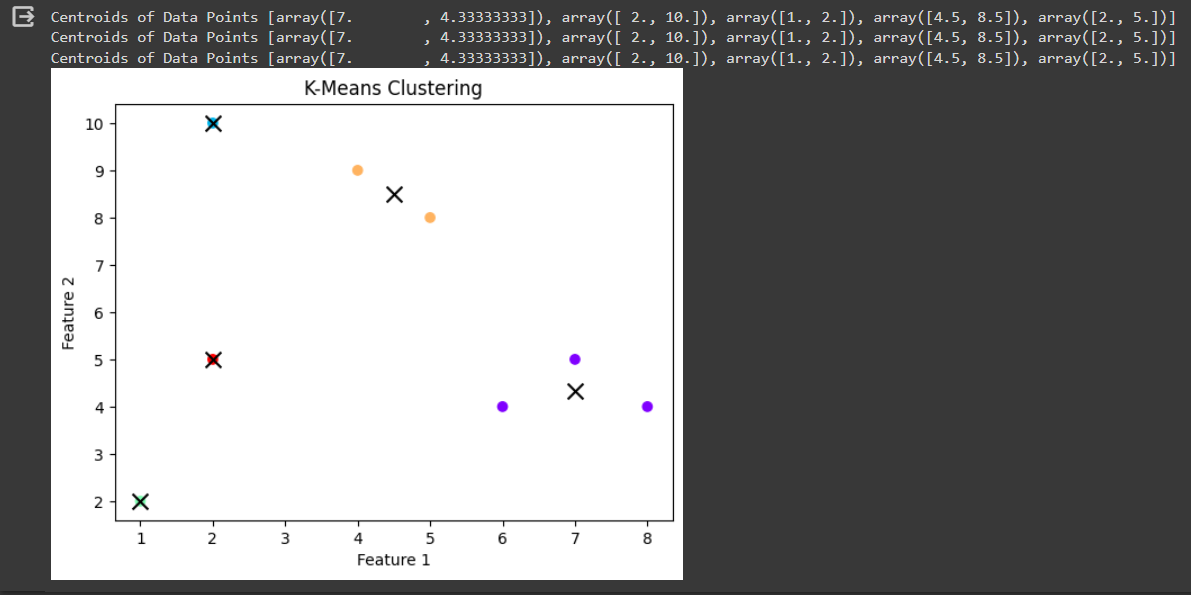 Centroids of Data Points [array([7.        , 4.33333333]), array([ 2., 10.]), array([1., 2.]), array([4.5, 8.5]), array([2., 5.])]
Centroids of Data Points [array([7.        , 4.33333333]), array([ 2., 10.]), array([1., 2.]), array([4.5, 8.5]), array([2., 5.])]
Centroids of Data Points [array([7.        , 4.33333333]), array([ 2., 10.]), array([1., 2.]), array([4.5, 8.5]), array([2., 5.])]
K-Means Clustering
10
9
8
7
6
5
4
3
2
Feature 2
1 2 3 4 5 6 7 8
Feature 1